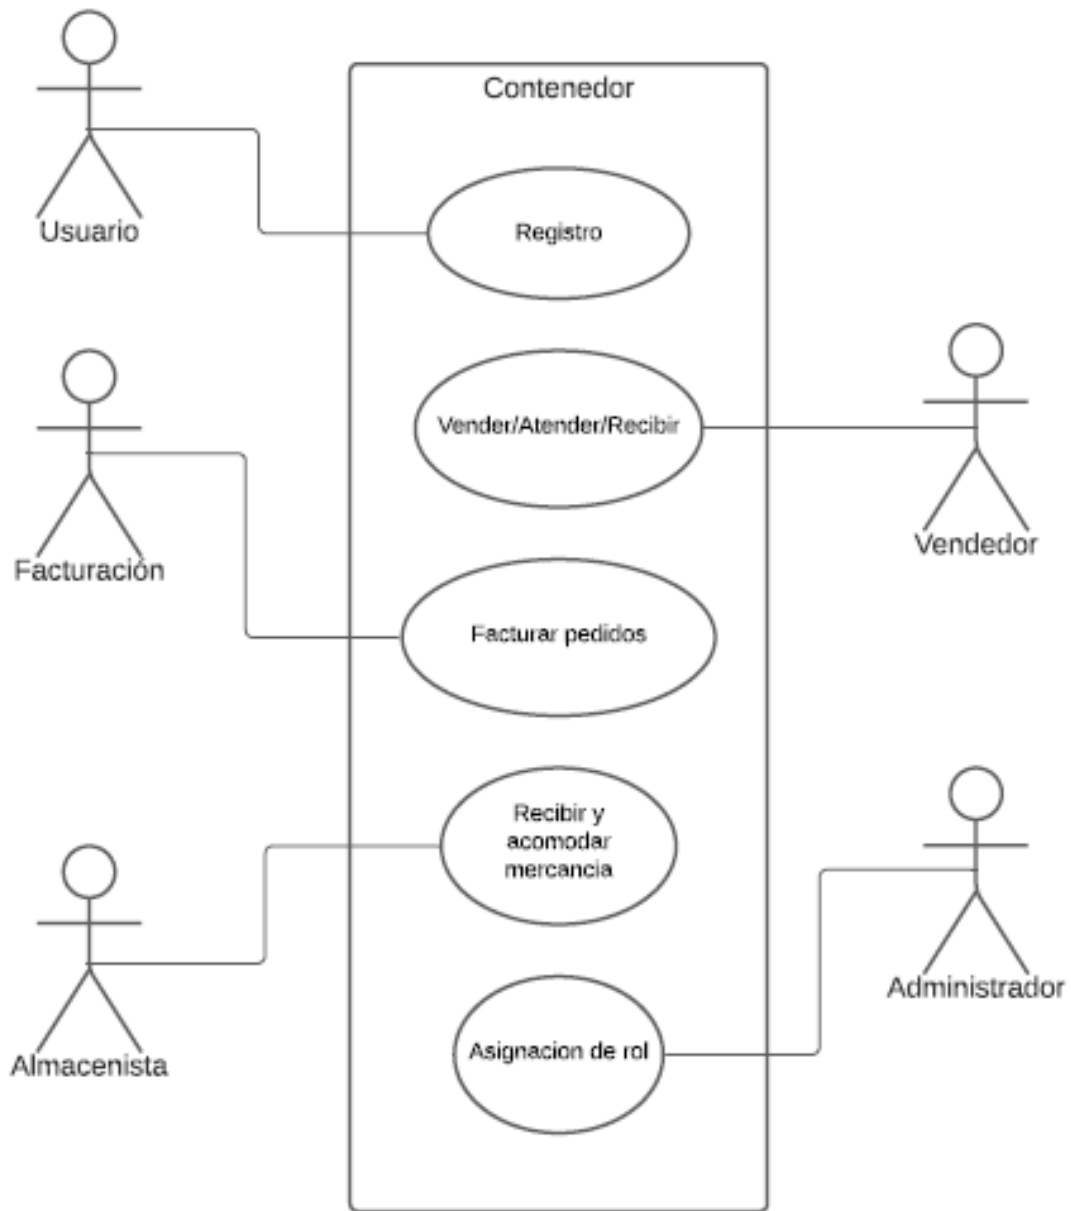 Contenedor
Usuario
Registro
Vender/Atender/Recibir
Vendedor
Facturación
Facturar pedidos
Recibir y
acomodar
mercancia
Administrador
Almacenista
Asignacion de rol